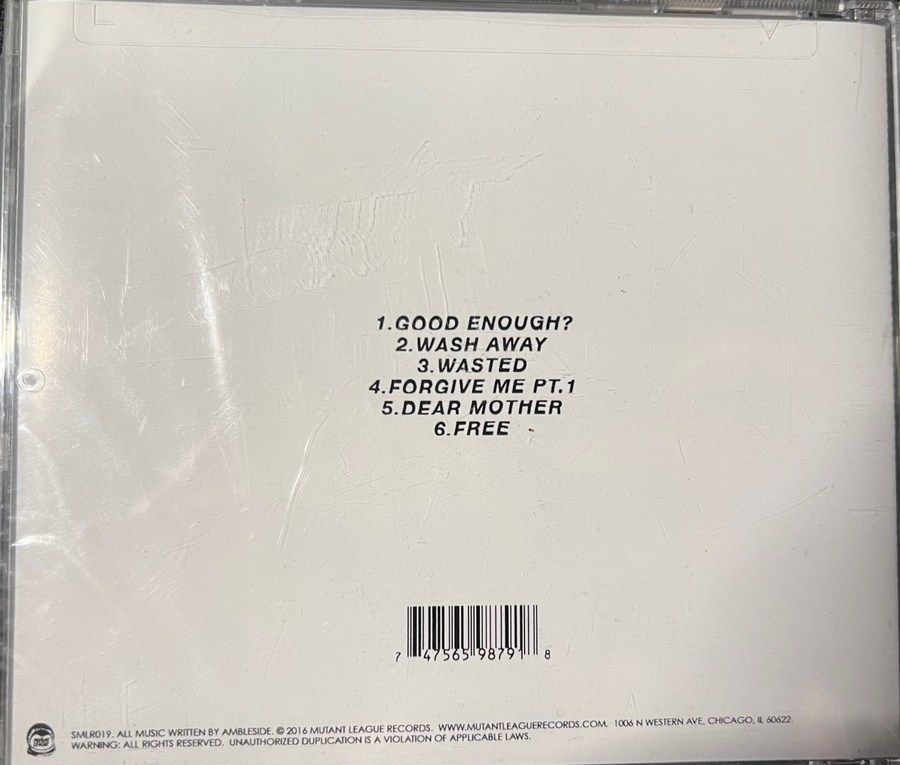 1.GOOD ENOUGH?
2.WASH AWAY
3.WASTED
4.FORGIVE ME PT.1
5.DEAR MOTHER
6.FREE
7 47565 98791 8
SMLR019. ALL MUSIC WRITTEN BY AMBLESIDE. © 2016 MUTANT LEAGUE RECORDS. WWW.MUTANTLEAGUERECORDS.COM. 1006 N WESTERN AVE, CHICAGO, IL 60622.
WARNING: ALL RIGHTS RESERVED. UNAUTHORIZED DUPLICATION IS A VIOLATION OF APPLICABLE LAWS.